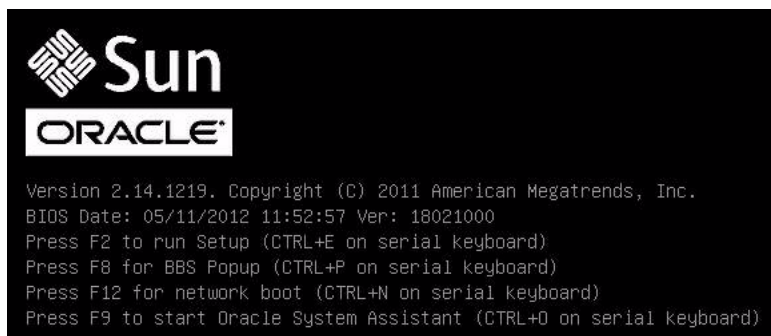 Sun
ORACLE
Version 2.14.1219. Copyright (C) 2011 American Megatrends, Inc.
BIOS Date: 05/11/2012 11:52:57 Ver: 18021000
Press F2 to run Setup (CTRL+E on serial keyboard)
Press F8 for BBS Popup (CTRL+P on serial keyboard)
Press F12 for network boot (CTRL+N on serial keyboard)
Press F9 to start Oracle System Assistant (CTRL+O on serial keyboard)